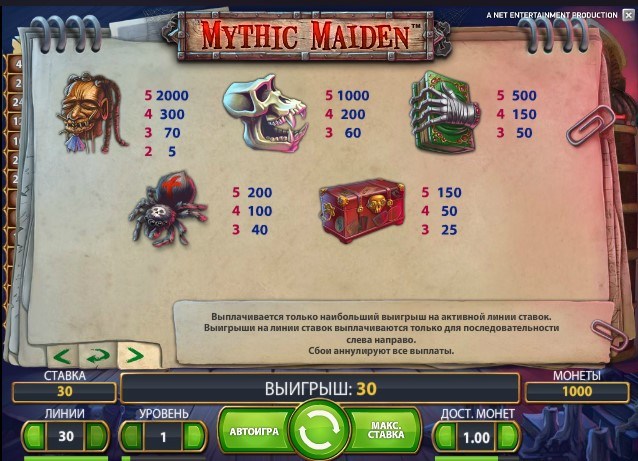 A NET ENTERTAINMENT PRODUCTION
MYTHIC MAIDEN™
5 2000
4 300
3 70
2 5
5 1000
4 200
3 60
5 500
4 150
3 50
5 200
4 100
3 40
5 150
4 50
3 25
Выплачивается только наибольший выигрыш на активной линии ставок.
Выигрыши на линии ставок выплачиваются только для последовательности
слева направо.
Сбои аннулируют все выплаты.
СТАВКА
30
ВЫИГРЫШ: 30
МОНЕТЫ
1000
ЛИНИИ
30
УРОВЕНЬ
1
АВТОИГРА
МАКС.
СТАВКА
ДОСТ. МОНЕТ
1.00